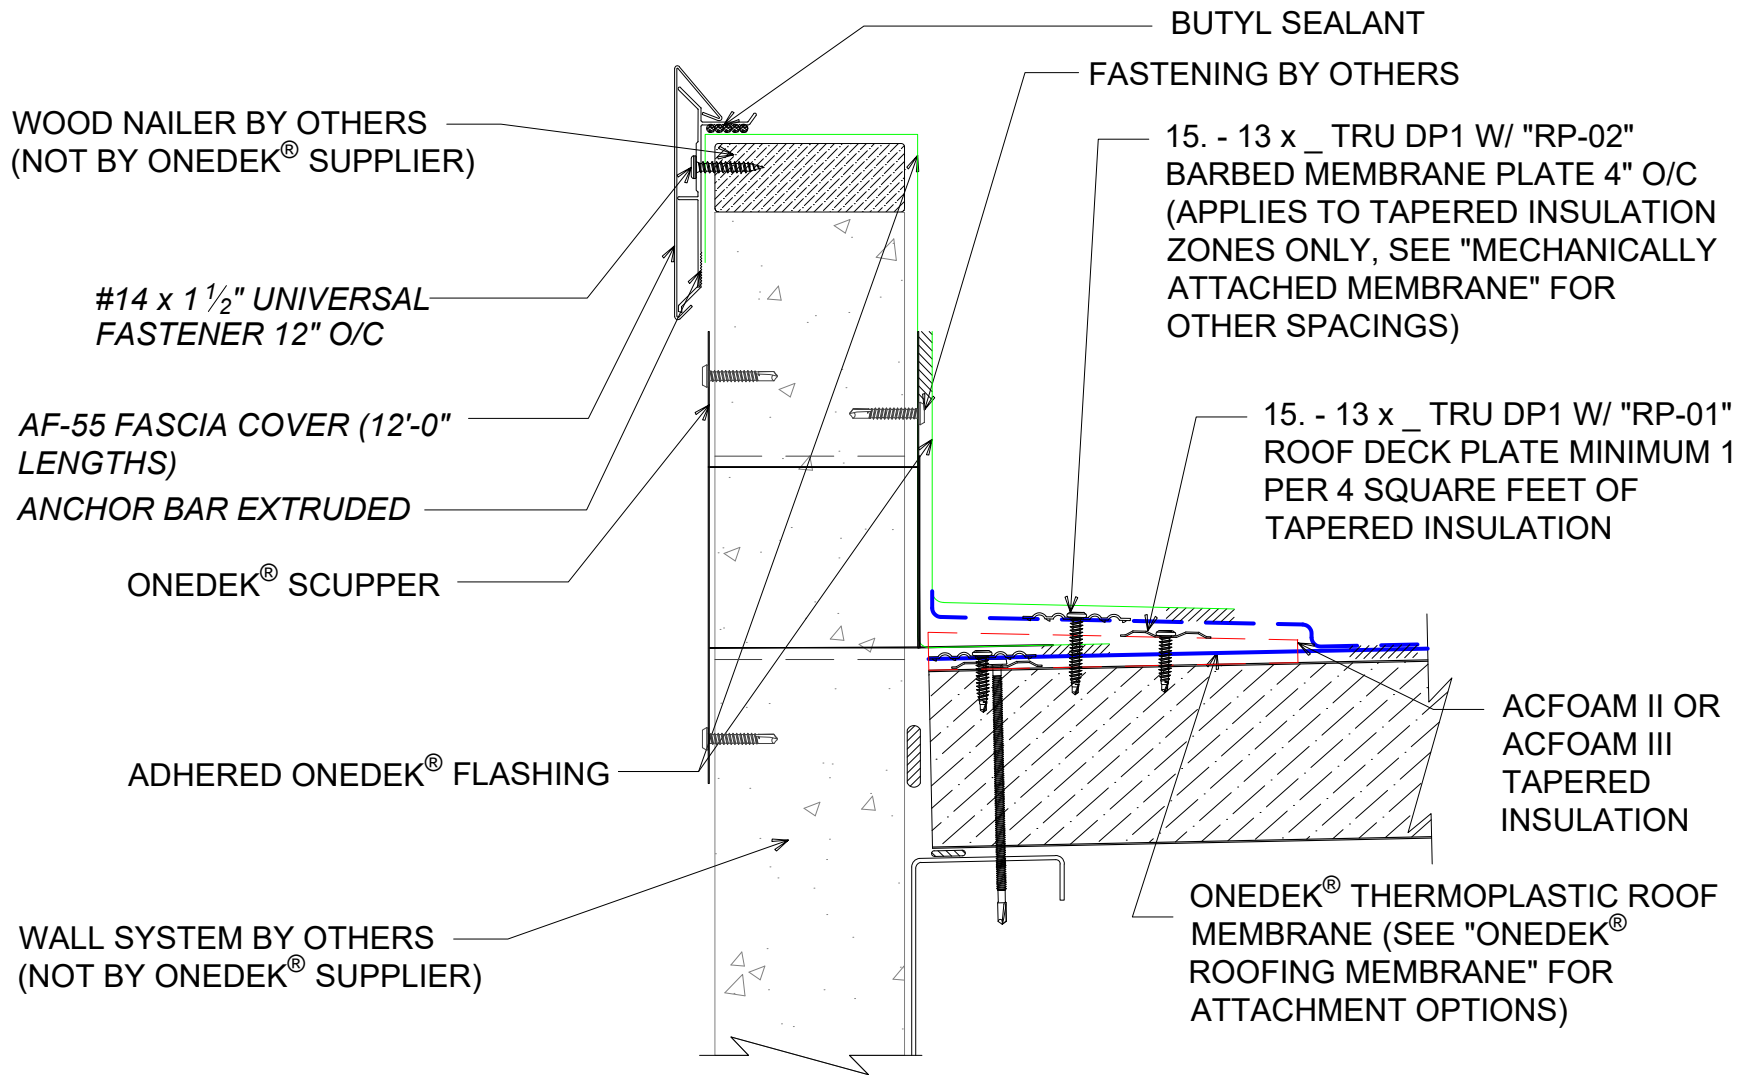 BUTYL SEALANT
FASTENING BY OTHERS
WOOD NAILER BY OTHERS
(NOT BY ONEDEK® SUPPLIER)
15. - 13 x _ TRU DP1 W/ "RP-02"
BARBED MEMBRANE PLATE 4" O/C
(APPLIES TO TAPERED INSULATION
ZONES ONLY, SEE "MECHANICALLY
ATTACHED MEMBRANE" FOR
OTHER SPACINGS)
#14 x 1 1/2" UNIVERSAL
FASTENER 12" O/C
AF-55 FASCIA COVER (12'-0"
LENGTHS)
ANCHOR BAR EXTRUDED
15. - 13 x _ TRU DP1 W/ "RP-01"
ROOF DECK PLATE MINIMUM 1
PER 4 SQUARE FEET OF
TAPERED INSULATION
ONEDEK® SCUPPER
ADHERED ONEDEK® FLASHING
ACFOAM II OR
ACFOAM III
TAPERED
INSULATION
WALL SYSTEM BY OTHERS
(NOT BY ONEDEK® SUPPLIER)
ONEDEK® THERMOPLASTIC ROOF
MEMBRANE (SEE "ONEDEK®
ROOFING MEMBRANE" FOR
ATTACHMENT OPTIONS)